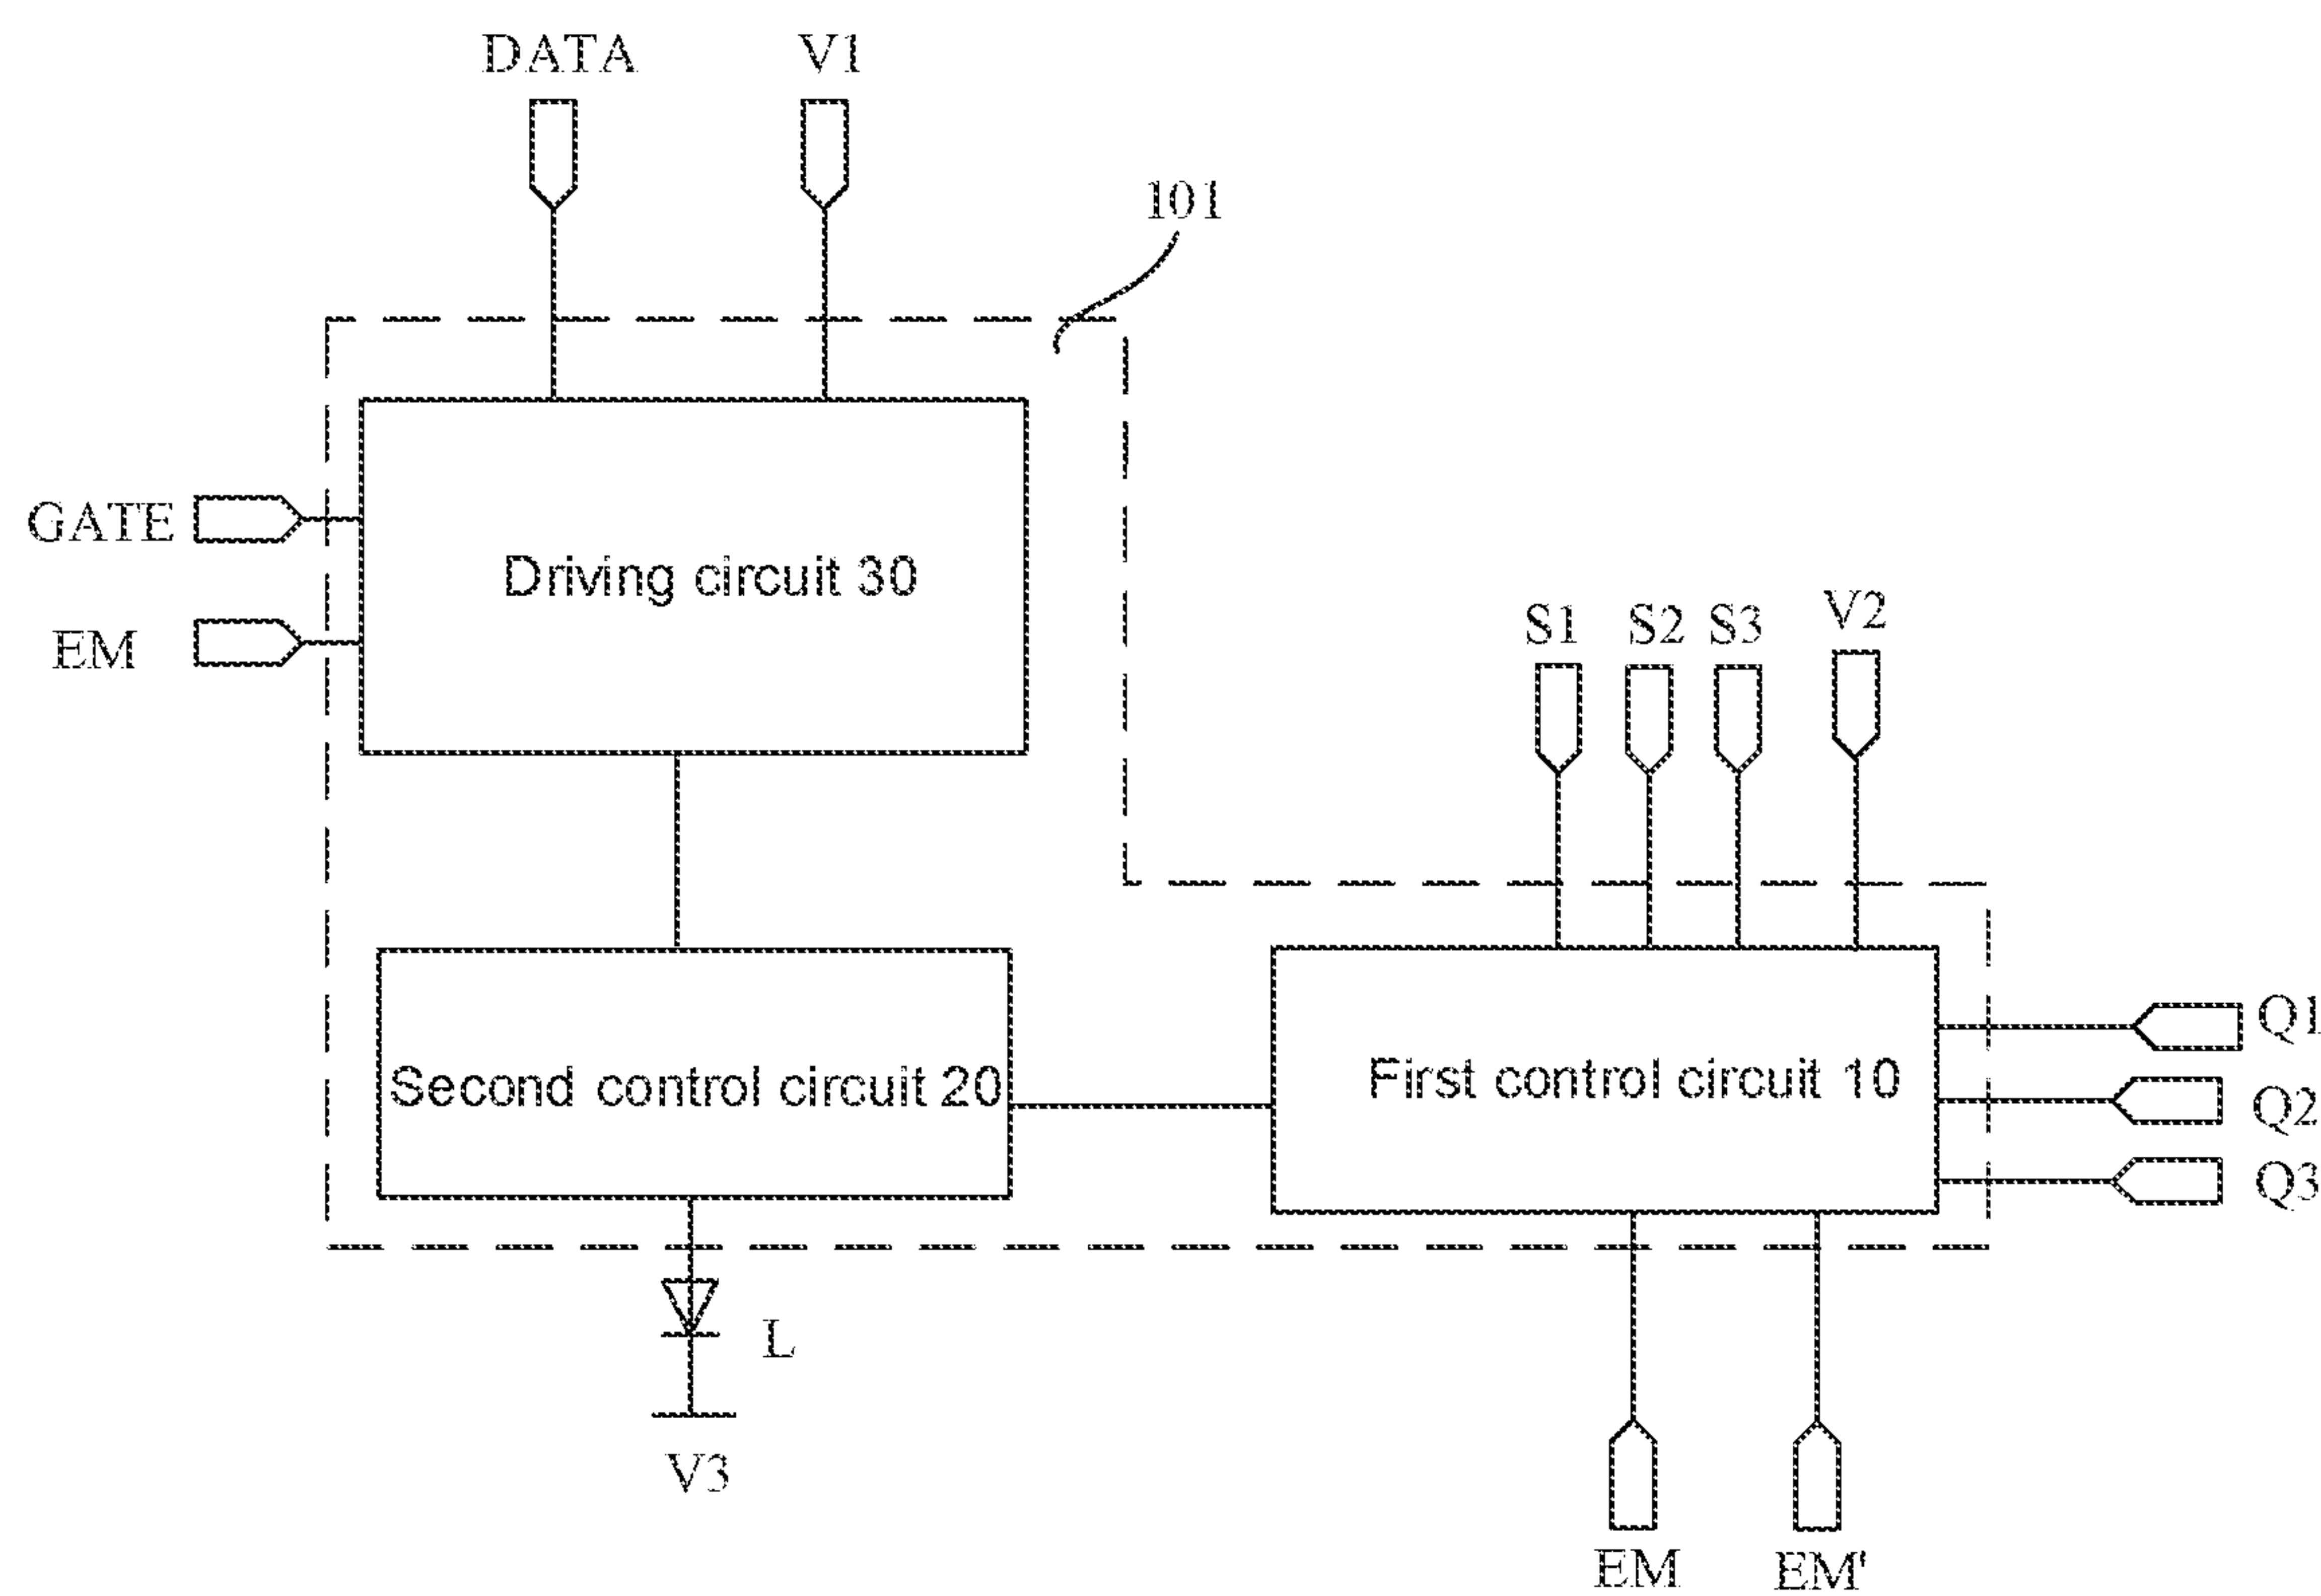 DATA V1
101
GATE
Driving circuit 30
EM
S1 S2 S3 V2
Q1
Second control circuit 20
First control circuit 10
Q2
Q3
L
V3
EM EM'